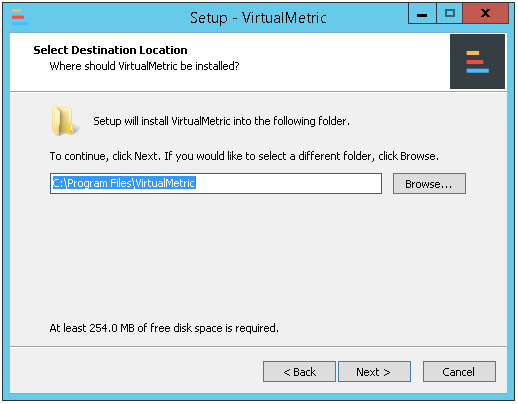 Setup - VirtualMetric
Select Destination Location
Where should VirtualMetric be installed?
Setup will install VirtualMetric into the following folder.
To continue, click Next. If you would like to select a different folder, click Browse.
C:\Program Files\VirtualMetric
Browse...
At least 254.0 MB of free disk space is required.
< Back
Next >
Cancel